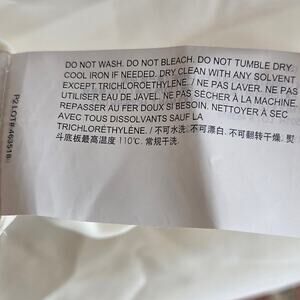 DO NOT WASH. DO NOT BLEACH. DO NOT TUMBLE DRY.
COOL IRON IF NEEDED. DRY CLEAN WITH ANY SOLVENT
EXCEPT TRICHLOROETHYLENE. / NE PAS LAVER. NE PAS
UTILISER EAU DE JAVEL. NE PAS SÉCHER À LA MACHINE.
REPASSER AU FER DOUX SI BESOIN. NETTOYER À SEC
AVEC TOUS DISSOLVANTS SAUF LA
TRICHLORÉTHYLÈNE. / 不可水洗. 不可漂白. 不可翻转干燥. 熨
斗底板最高温度 110℃. 常规干洗.
P2 LOT#:4635518